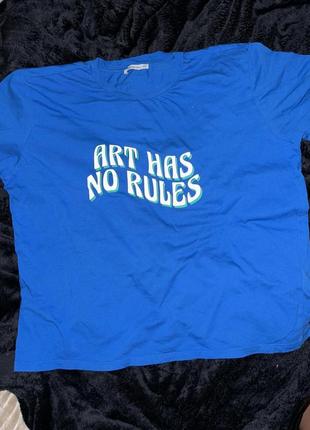 ART HAS
NO RULES